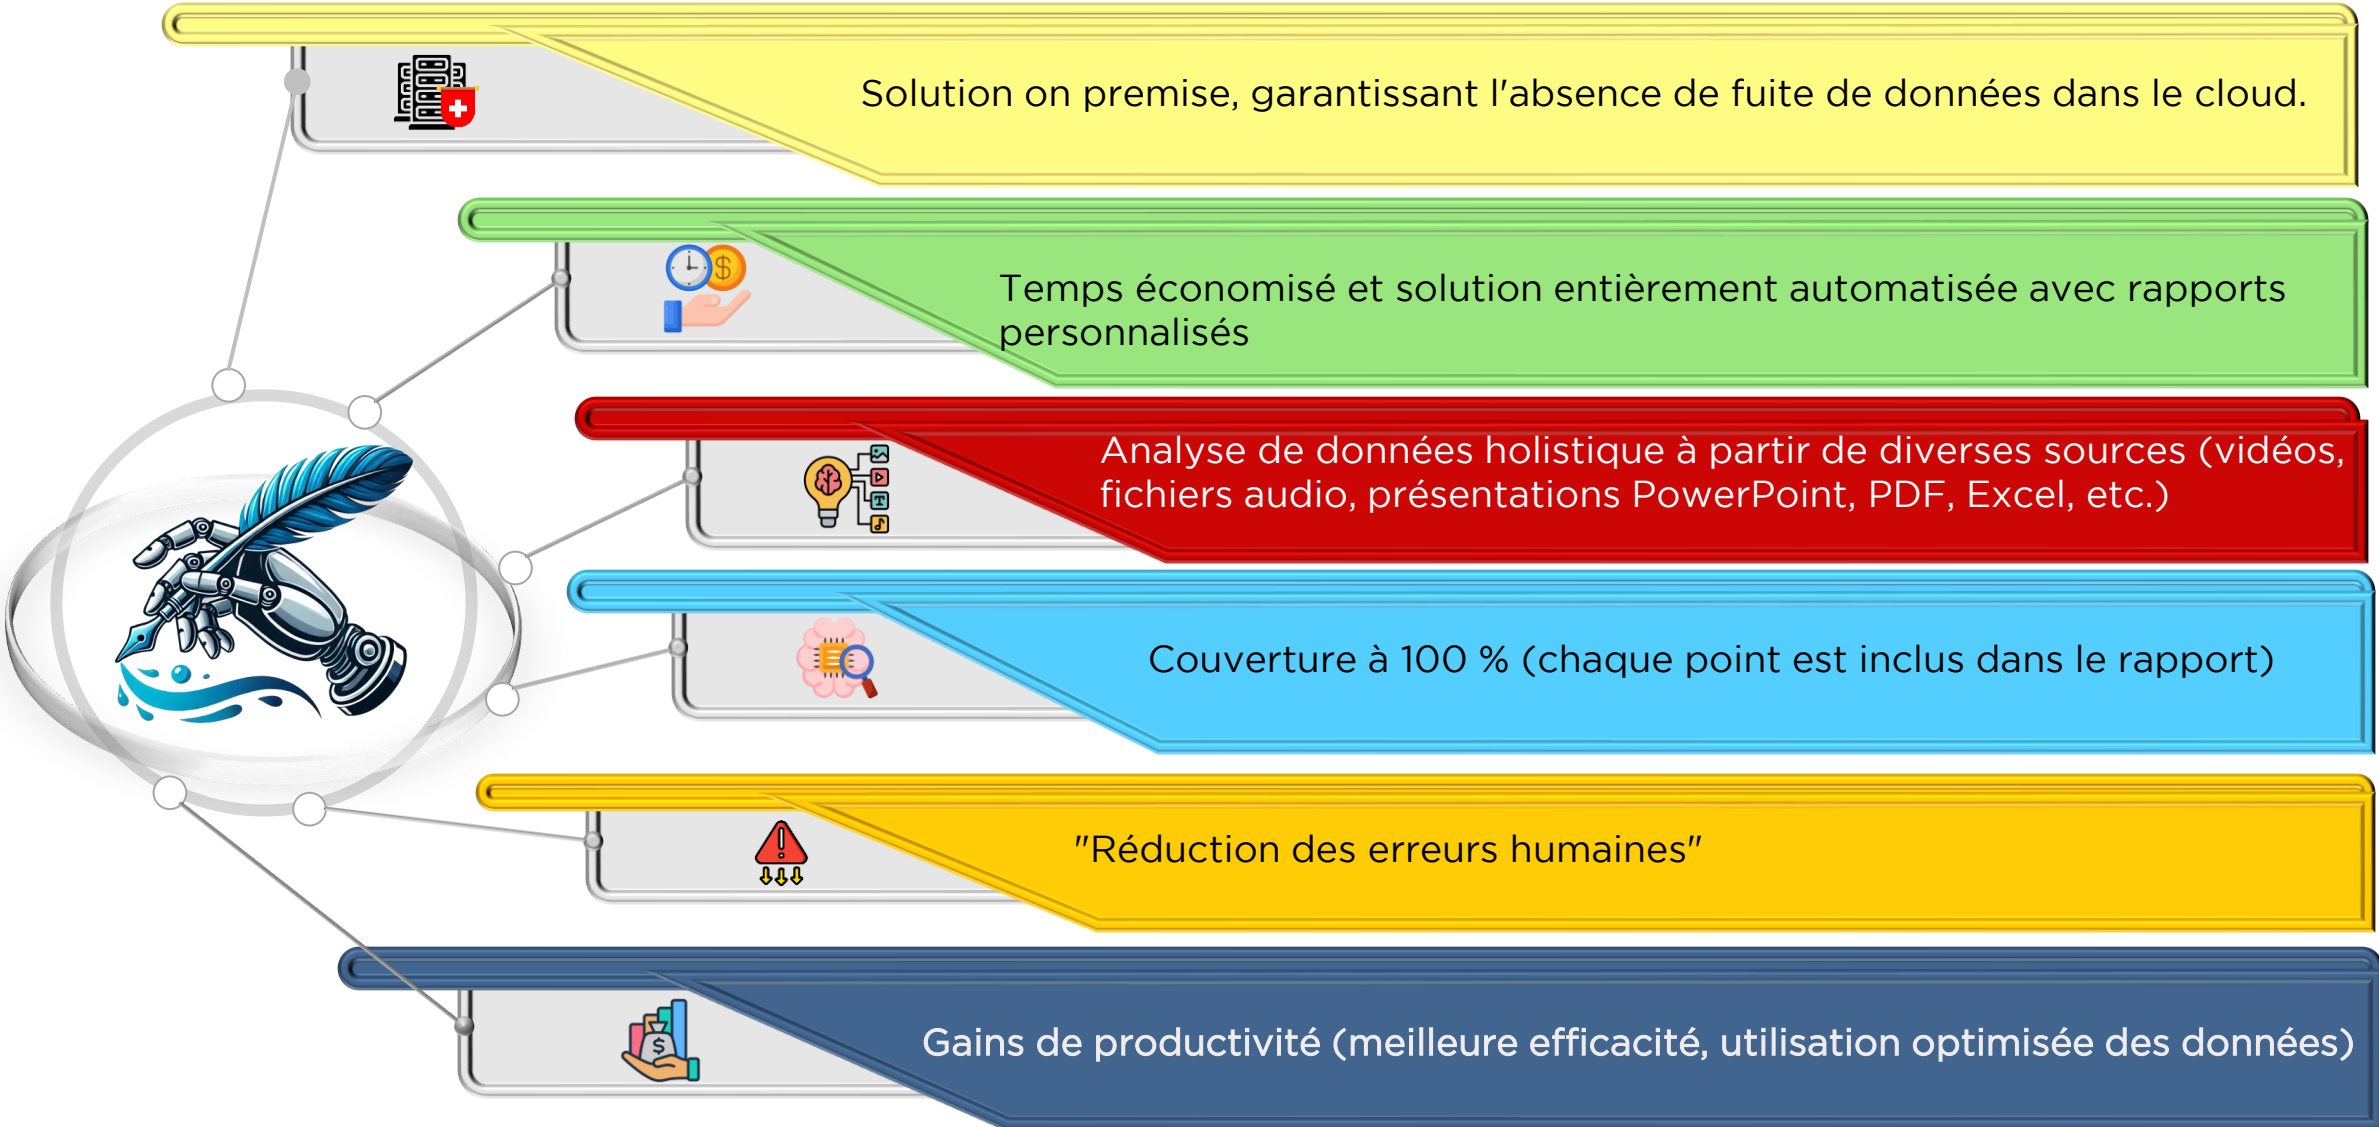 Solution on premise, garantissant l'absence de fuite de données dans le cloud.
Temps économisé et solution entièrement automatisée avec rapports
personnalisés
Analyse de données holistique à partir de diverses sources (vidéos,
fichiers audio, présentations PowerPoint, PDF, Excel, etc.)
Couverture à 100 % (chaque point est inclus dans le rapport)
"Réduction des erreurs humaines"
Gains de productivité (meilleure efficacité, utilisation optimisée des données)